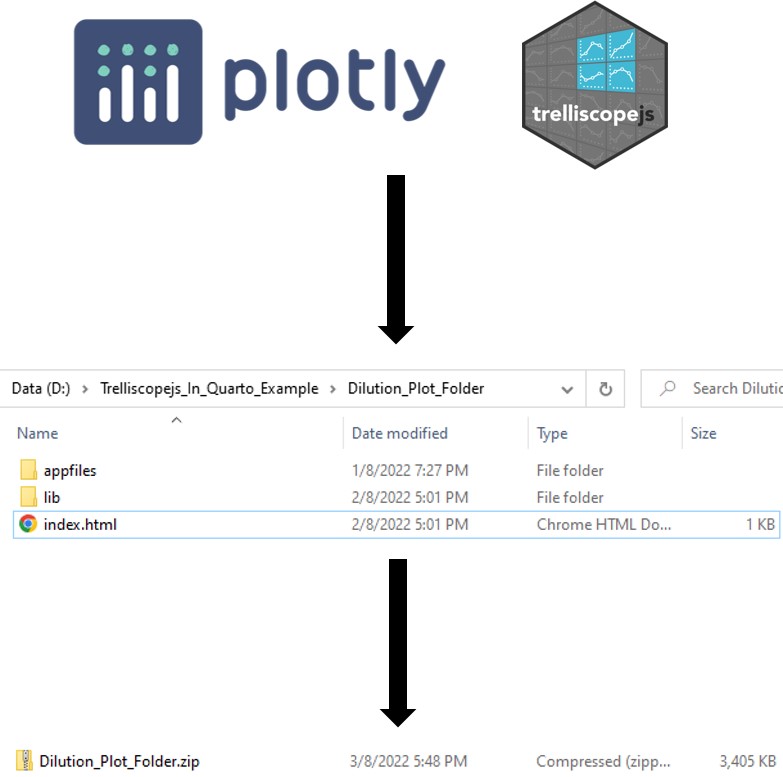 plotly
trelliscopejs
Data (D:) > Trelliscopejs_In_Quarto_Example > Dilution_Plot_Folder Search Dilutio
Name Date modified Type Size
appfiles 1/8/2022 7:27 PM File folder
lib 2/8/2022 5:01 PM File folder
index.html 2/8/2022 5:01 PM Chrome HTML Do... 1 KB
Dilution_Plot_Folder.zip 3/8/2022 5:48 PM Compressed (zipp... 3,405 KB